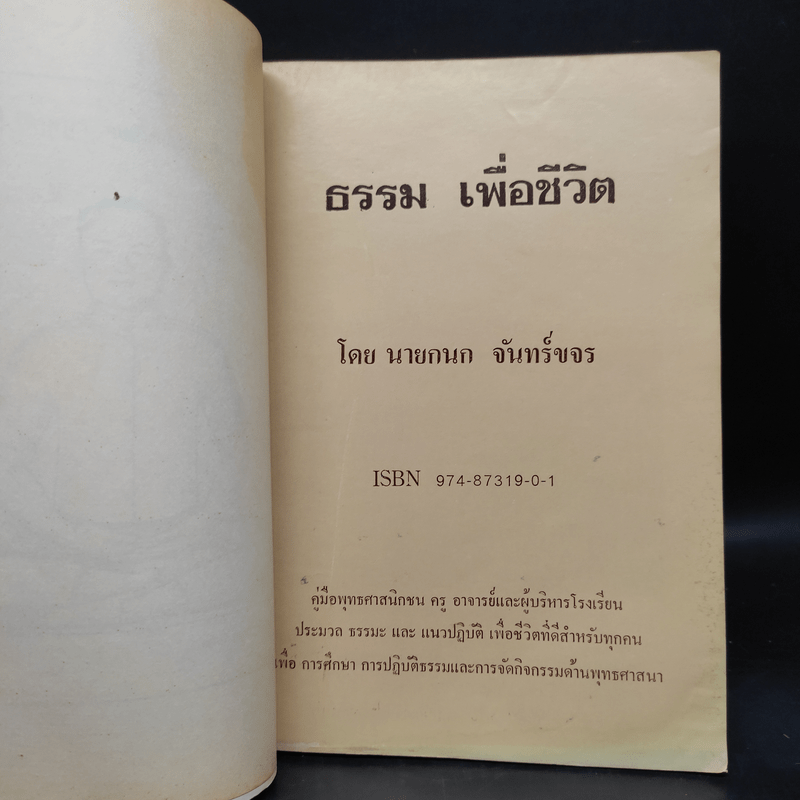 ธรรม เพื่อชีวิต
โดย นายกนก จันทร์ขจร
ISBN 974-87319-0-1
คู่มือพุทธศาสนิกชน ครู อาจารย์และผู้บริหารโรงเรียน
ประมวล ธรรมะ และ แนวปฏิบัติ เพื่อชีวิตที่ดีสำหรับทุกคน
เพื่อ การศึกษา การปฏิบัติธรรมและการจัดกิจกรรมด้านพุทธศาสนา